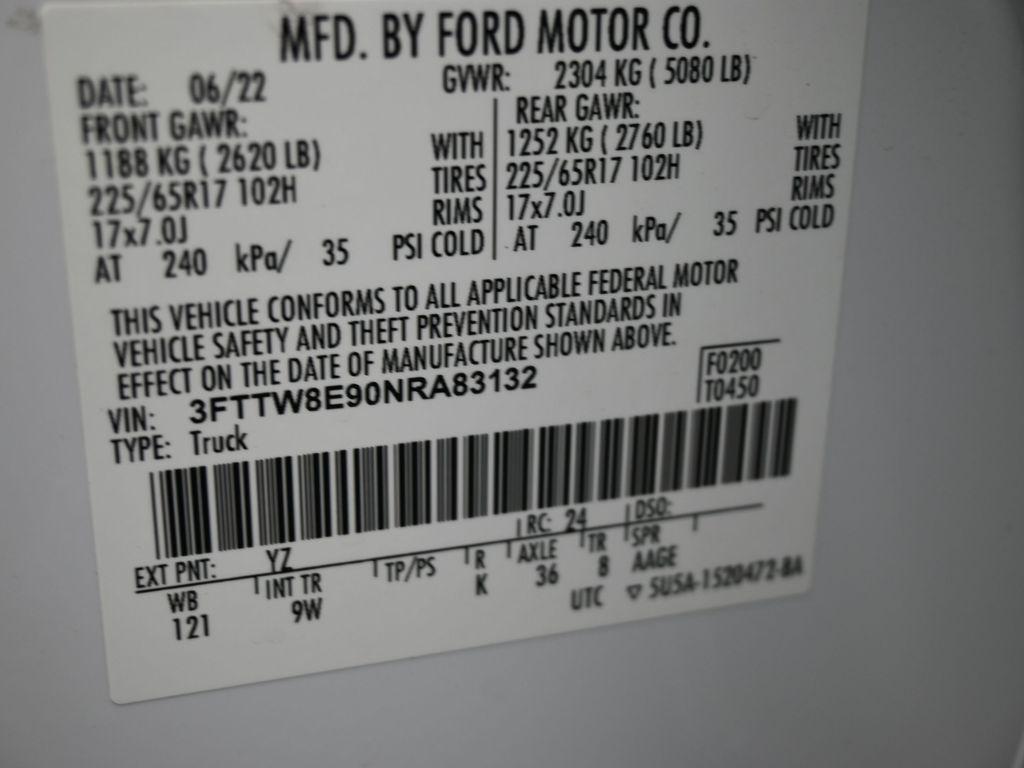 MFD. BY FORD MOTOR CO.
DATE: 06/22 GVWR: 2304 KG ( 5080 LB)
FRONT GAWR: REAR GAWR:
1188 KG ( 2620 LB) WITH 1252 KG ( 2760 LB) WITH
225/65R17 102H TIRES 225/65R17 102H TIRES
17x7.0J RIMS 17x7.0J RIMS
AT 240 kPa/ 35 PSI COLD AT 240 kPa/ 35 PSI COLD
THIS VEHICLE CONFORMS TO ALL APPLICABLE FEDERAL MOTOR
VEHICLE SAFETY AND THEFT PREVENTION STANDARDS IN
EFFECT ON THE DATE OF MANUFACTURE SHOWN ABOVE.
VIN: 3FTTW8E90NRA83132 F0200
TYPE: Truck T0450
EXT PNT: YZ RC: 24 DSO:
WB INT TR TP/PS R AXLE TR SPR
121 9W K 36 8 AAGE
UTC ▽ 5U5A-1520472-BA